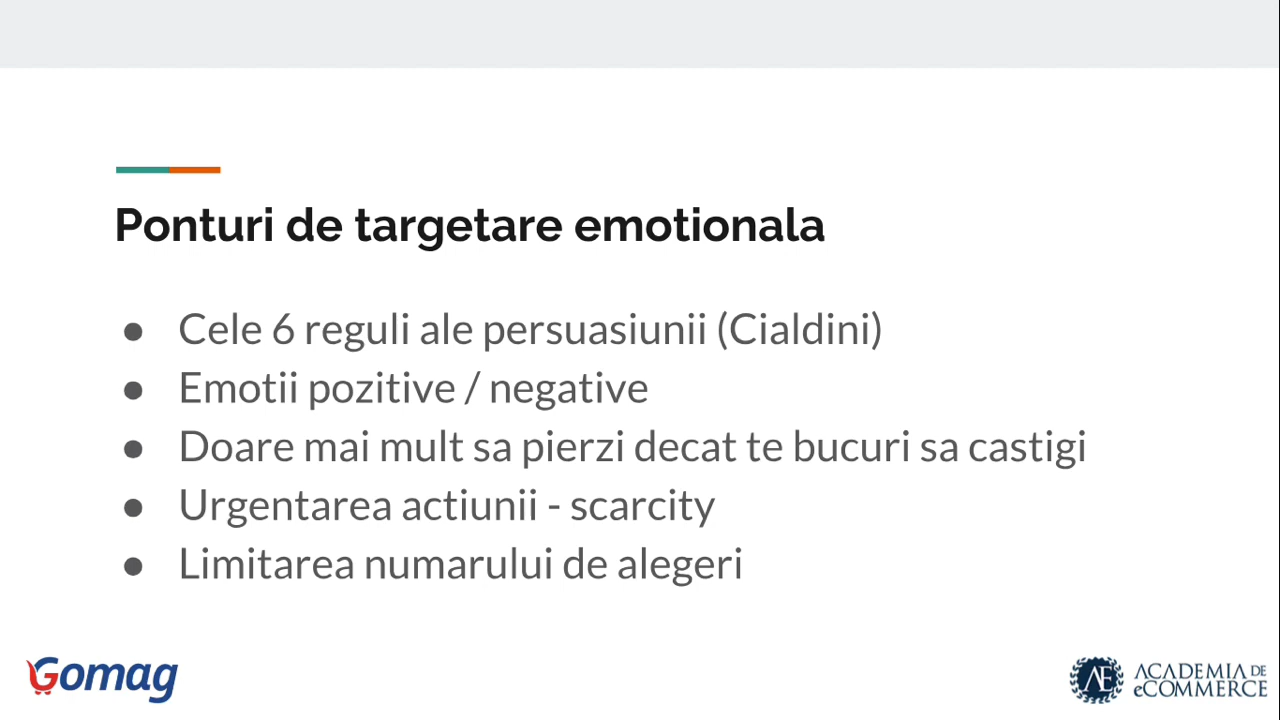 Ponturi de targetare emotionala
● Cele 6 reguli ale persuasiunii (Cialdini)
● Emotii pozitive / negative
● Doare mai mult sa pierzi decat te bucuri sa castigi
● Urgentarea actiunii - scarcity
● Limitarea numarului de alegeri
Gomag
AE
ACADEMIA DE
eCOMMERCE